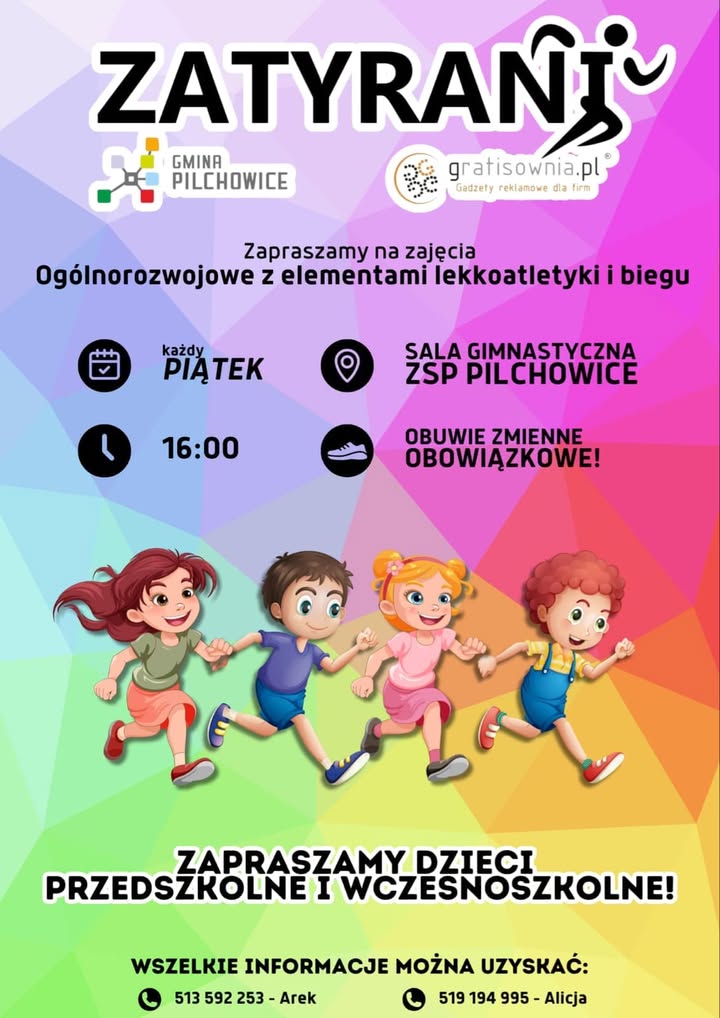 ZATYRANI
GMINA
PILCHOWICE
gratisownia.pl®
Gadżety reklamowe dla firm
Zapraszamy na zajęcia
Ogólnorozwojowe z elementami lekkoatletyki i biegu
każdy
PIĄTEK
SALA GIMNASTYCZNA
ZSP PILCHOWICE
16:00
OBUWIE ZMIENNE
OBOWIĄZKOWE!
ZAPRASZAMY DZIECI
PRZEDSZKOLNE I WCZESNOSZKOLNE!
WSZELKIE INFORMACJE MOŻNA UZYSKAĆ:
513 592 253 - Arek
519 194 995 - Alicja